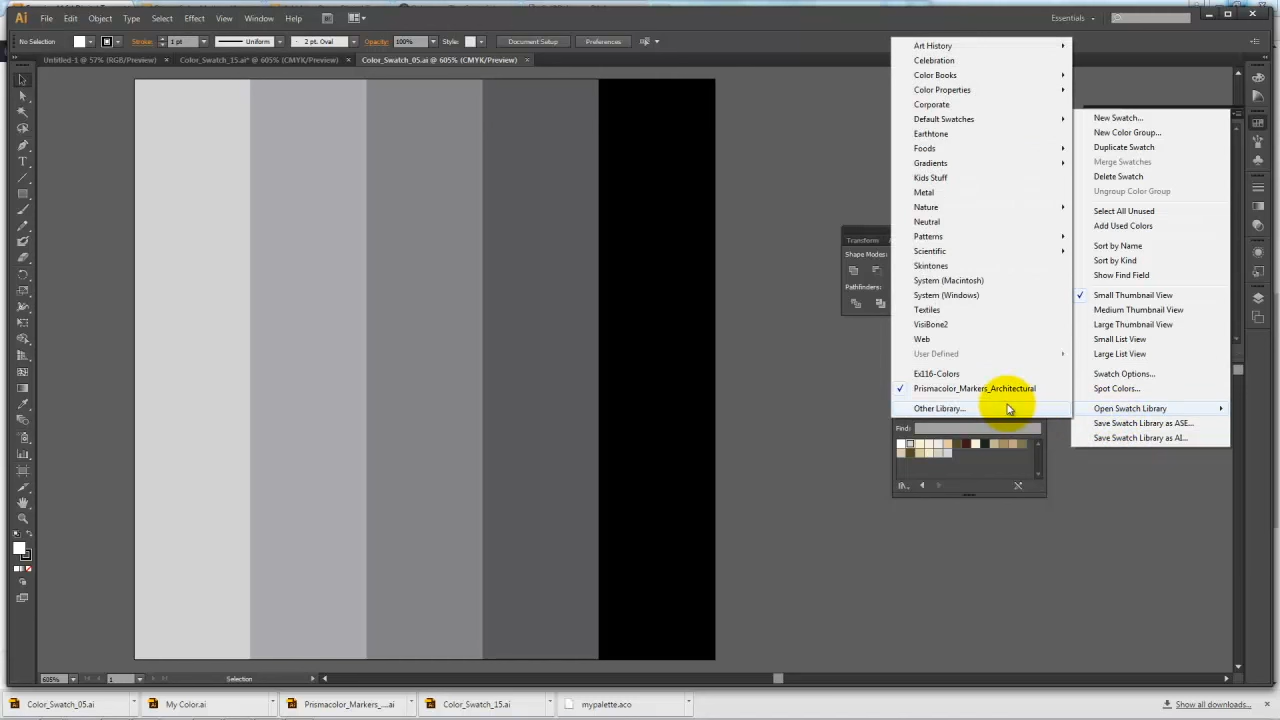 Ai File Edit Object Type Select Effect View Window Help Essentials
No Selection Stroke: 1 pt Uniform 2 pt. Oval Opacity: 100% Style: Document Setup Preferences
Untitled-1 @ 57% (RGB/Preview) × Color_Swatch_15.ai* @ 605% (CMYK/Preview) × Color_Swatch_05.ai @ 605% (CMYK/Preview) ×
Art History
Celebration
Color Books
Color Properties
Corporate
Default Swatches
Earthtone
Foods
Gradients
Kids Stuff
Metal
Nature
Neutral
Patterns
Scientific
Skintones
System (Macintosh)
System (Windows)
Textiles
VisiBone2
Web
User Defined
Ex116-Colors
Prismacolor_Markers_Architectural
Other Library...
New Swatch...
New Color Group...
Duplicate Swatch
Merge Swatches
Delete Swatch
Ungroup Color Group
Select All Unused
Add Used Colors
Sort by Name
Sort by Kind
Show Find Field
Small Thumbnail View
Medium Thumbnail View
Large Thumbnail View
Small List View
Large List View
Swatch Options...
Spot Colors...
Open Swatch Library
Save Swatch Library as ASE...
Save Swatch Library as AI...
Transform
Shape Modes:
Pathfinders:
Find:
605% 1 Selection
Color_Swatch_05.ai My Color.ai Prismacolor_Markers_....ai Color_Swatch_15.ai mypalette.aco Show all downloads...